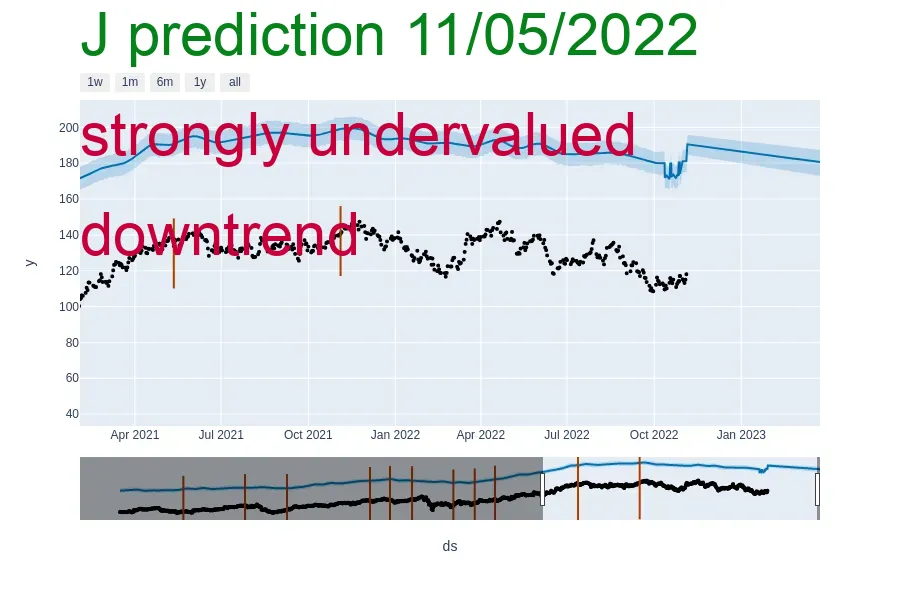 J prediction 11/05/2022
1w 1m 6m 1y all
strongly undervalued
downtrend
200
180
160
140
120
100
80
60
40
y
Apr 2021 Jul 2021 Oct 2021 Jan 2022 Apr 2022 Jul 2022 Oct 2022 Jan 2023
ds